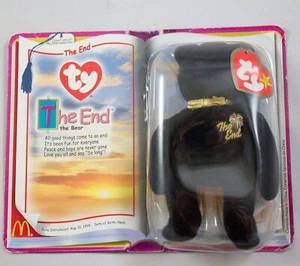 The End
ty
The End
the Bear
All good things come to an end
It's been fun for everyone
Peace and hope are never gone
Love you all and say, "So long"!
ty
The
End